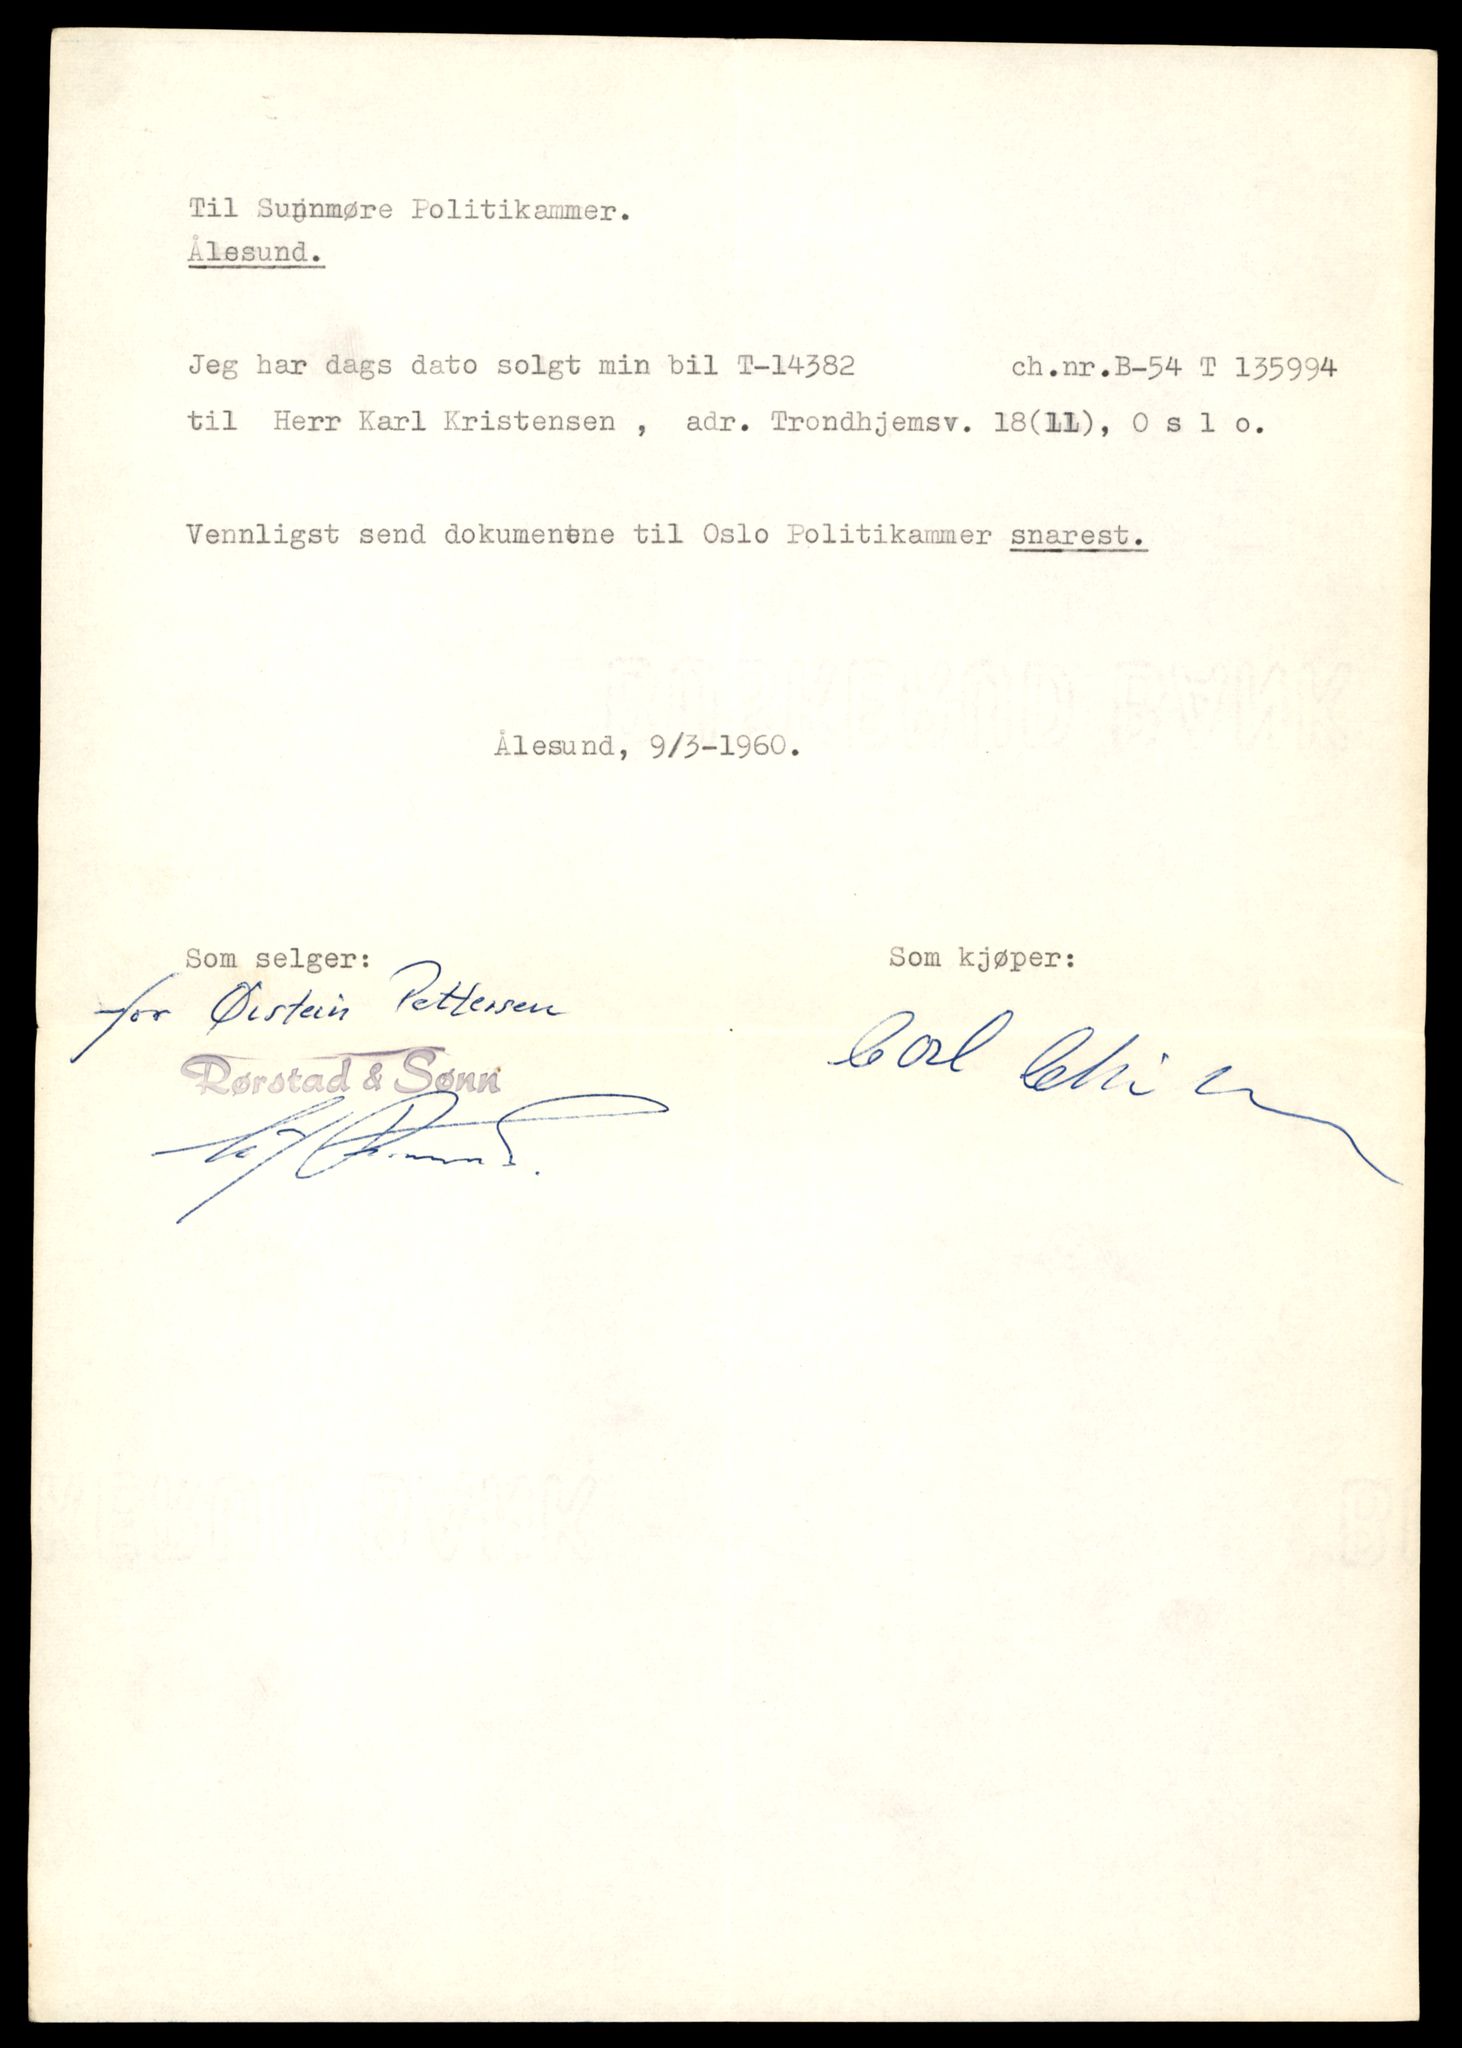 Til Sunnmøre Politikammer.
Ålesund.
Jeg har dags dato solgt min bil T-14382 ch.nr.B-54 T 135994
til Herr Karl Kristensen , adr. Trondhjemsv. 18(LL), O s l o.
Vennligst send dokumentene til Oslo Politikammer snarest.
Ålesund, 9/3-1960.
Som selger: Som kjøper:
for Øistein Pettersen
Rørstad & Sønn